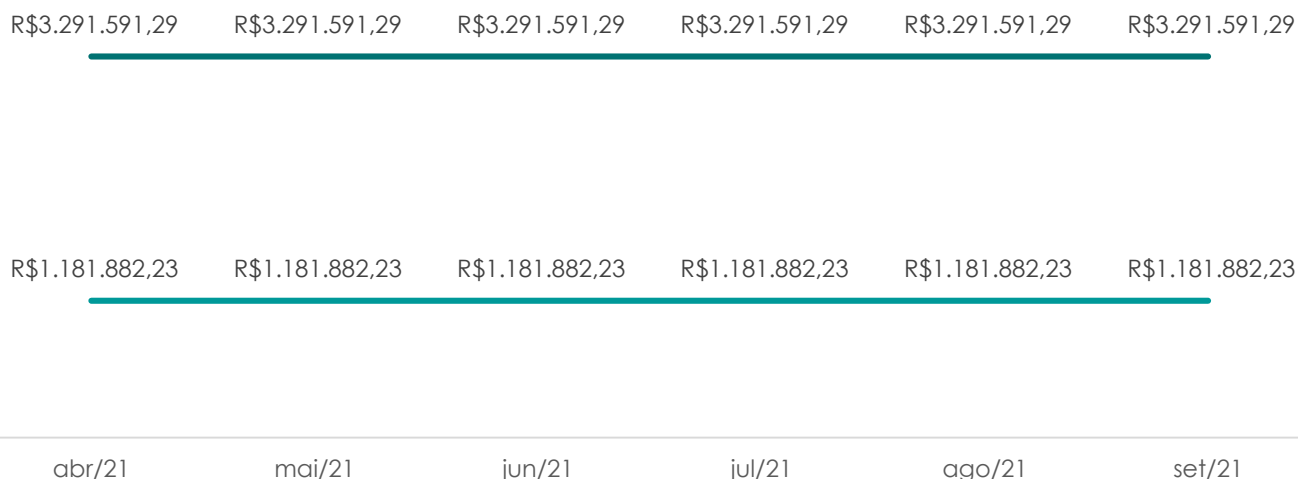 R$3.291.591,29 R$3.291.591,29 R$3.291.591,29 R$3.291.591,29 R$3.291.591,29 R$3.291.591,29
R$1.181.882,23 R$1.181.882,23 R$1.181.882,23 R$1.181.882,23 R$1.181.882,23 R$1.181.882,23
abr/21 mai/21 jun/21 jul/21 ago/21 set/21